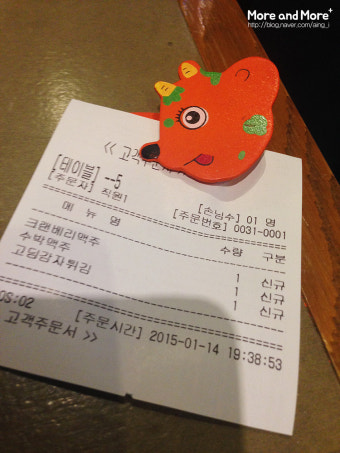 More and More+
http://blog.naver.com/aing_i
<< 고객주문서
[테이블] --5
[주문자] 직원1
[손님수] 01 명
[주문번호] 0031-0001
메 뉴 명 수량 구분
크랜베리맥주 1 신규
수박맥주 1 신규
고딩감자튀김 1 신규
POS:02 [주문시간] 2015-01-14 19:38:53
고객주문서 >>